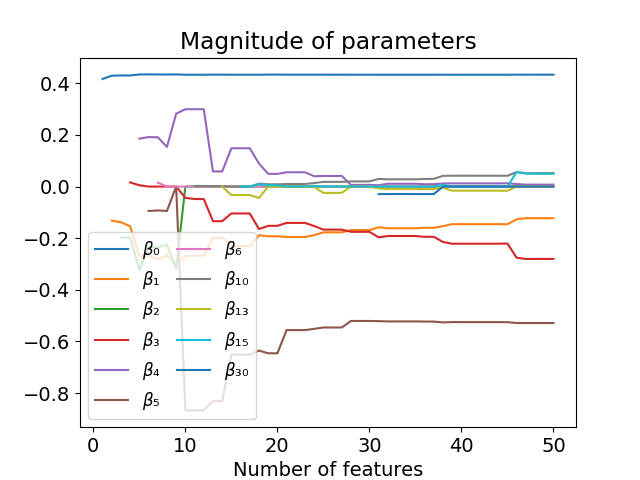 Magnitude of parameters
0.4
0.2
0.0
−0.2
−0.4
−0.6
−0.8
β₀ β₆
β₁ β₁₀
β₂ β₁₃
β₃ β₁₅
β₄ β₃₀
β₅
0 10 20 30 40 50
Number of features